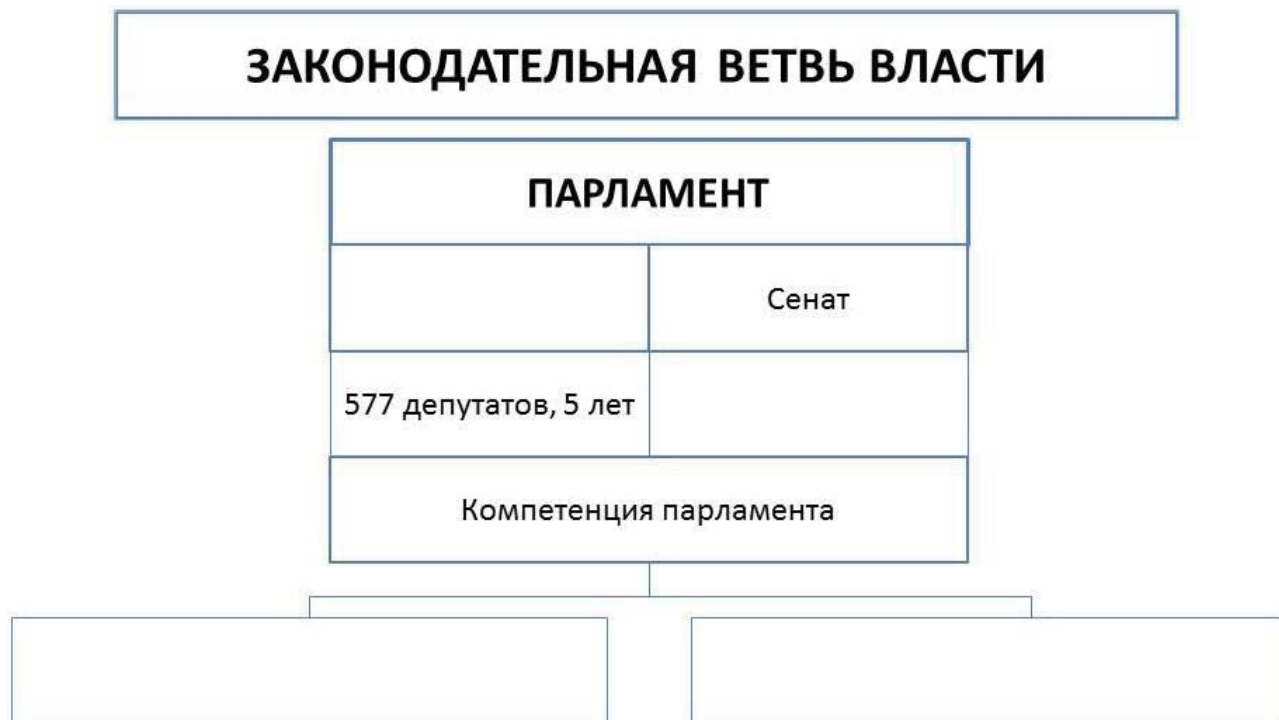 ЗАКОНОДАТЕЛЬНАЯ ВЕТВЬ ВЛАСТИ
ПАРЛАМЕНТ
Сенат
577 депутатов, 5 лет
Компетенция парламента